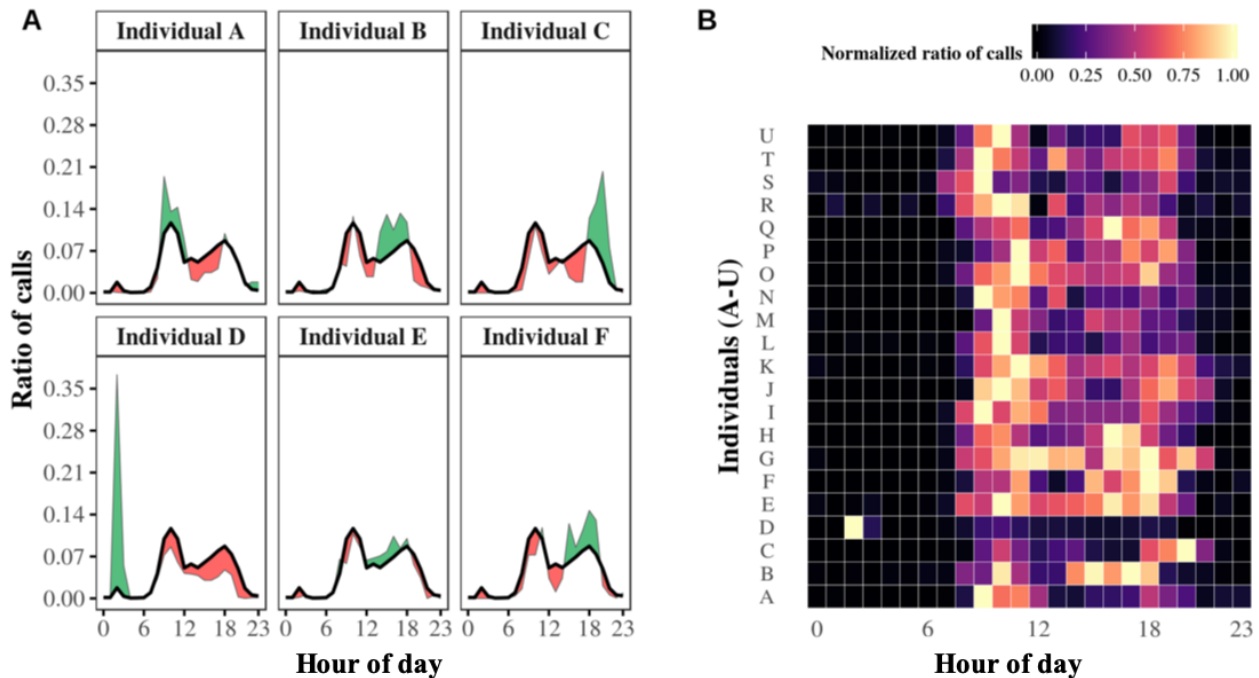 A
Individual A Individual B Individual C
0.35
0.28
0.21
0.14
0.07
0.00
Individual D Individual E Individual F
0.35
0.28
0.21
0.14
0.07
0.00
0 6 12 18 23 0 6 12 18 23 0 6 12 18 23
Ratio of calls
Hour of day
B
Normalized ratio of calls
0.00 0.25 0.50 0.75 1.00
U
T
S
R
Q
P
O
N
M
L
K
J
I
H
G
F
E
D
C
B
A
Individuals (A-U)
0 6 12 18 23
Hour of day